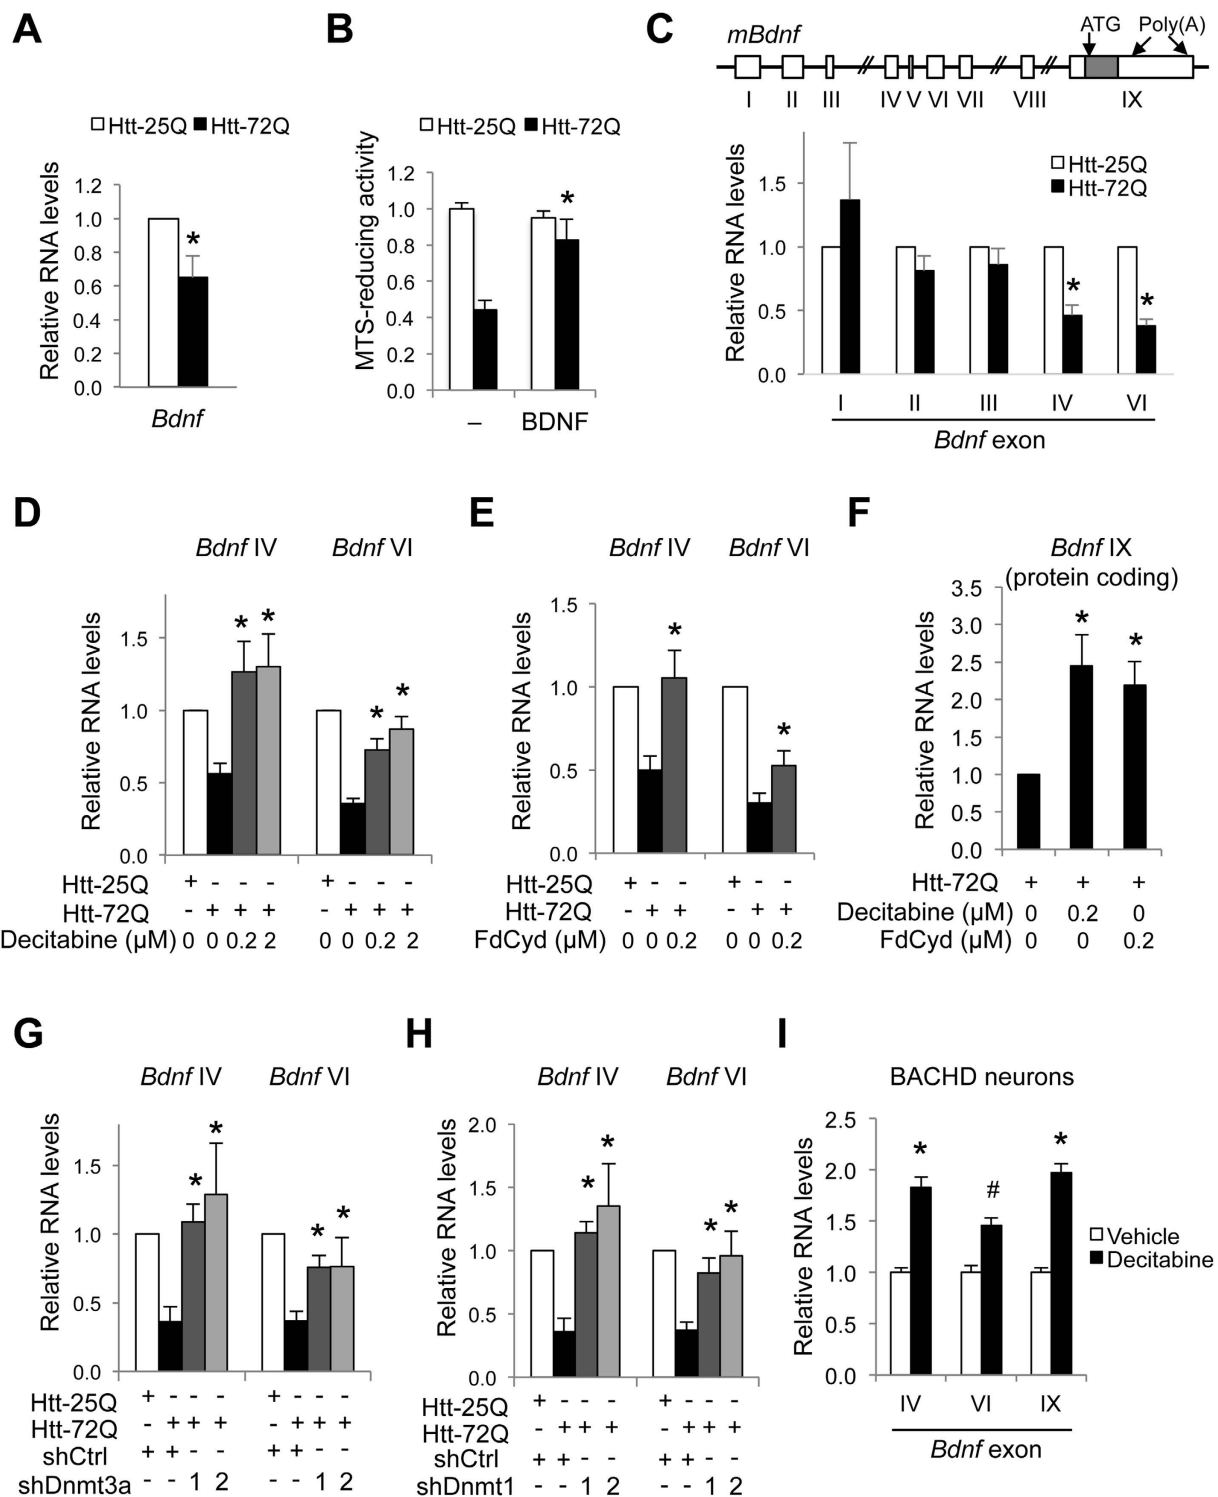 A
□Htt-25Q ■Htt-72Q
Relative RNA levels
1.2
1.0
0.8
0.6
0.4
0.2
0.0
*
Bdnf
B
□Htt-25Q ■Htt-72Q
MTS-reducing activity
1.2
1.0
0.8
0.6
0.4
0.2
0.0
*
– BDNF
C
mBdnf
ATG Poly(A)
I II III IV V VI VII VIII IX
Relative RNA levels
□Htt-25Q
■Htt-72Q
1.5
1.0
0.5
0.0
* *
I II III IV VI
Bdnf exon
D
Bdnf IV Bdnf VI
Relative RNA levels
1.5
1.0
0.5
0.0
* * * *
Htt-25Q + - - - + - - -
Htt-72Q - + + + - + + +
Decitabine (µM) 0 0 0.2 2 0 0 0.2 2
E
Bdnf IV Bdnf VI
Relative RNA levels
1.5
1.0
0.5
0.0
* *
Htt-25Q + - - + - -
Htt-72Q - + + - + +
FdCyd (µM) 0 0 0.2 0 0 0.2
F
Bdnf IX
(protein coding)
Relative RNA levels
3.5
3.0
2.5
2.0
1.5
1.0
0.5
0.0
* *
Htt-72Q + + +
Decitabine (µM) 0 0.2 0
FdCyd (µM) 0 0 0.2
G
Bdnf IV Bdnf VI
Relative RNA levels
1.5
1.0
0.5
0.0
* * * *
Htt-25Q + - - - + - - -
Htt-72Q - + + + - + + +
shCtrl + + - - + + - -
shDnmt3a - - 1 2 - - 1 2
H
Bdnf IV Bdnf VI
Relative RNA levels
2.0
1.5
1.0
0.5
0.0
* * * *
Htt-25Q + - - - + - - -
Htt-72Q - + + + - + + +
shCtrl + + - - + + - -
shDnmt1 - - 1 2 - - 1 2
I
BACHD neurons
Relative RNA levels
2.5
2.0
1.5
1.0
0.5
0.0
* # *
□Vehicle
■Decitabine
IV VI IX
Bdnf exon